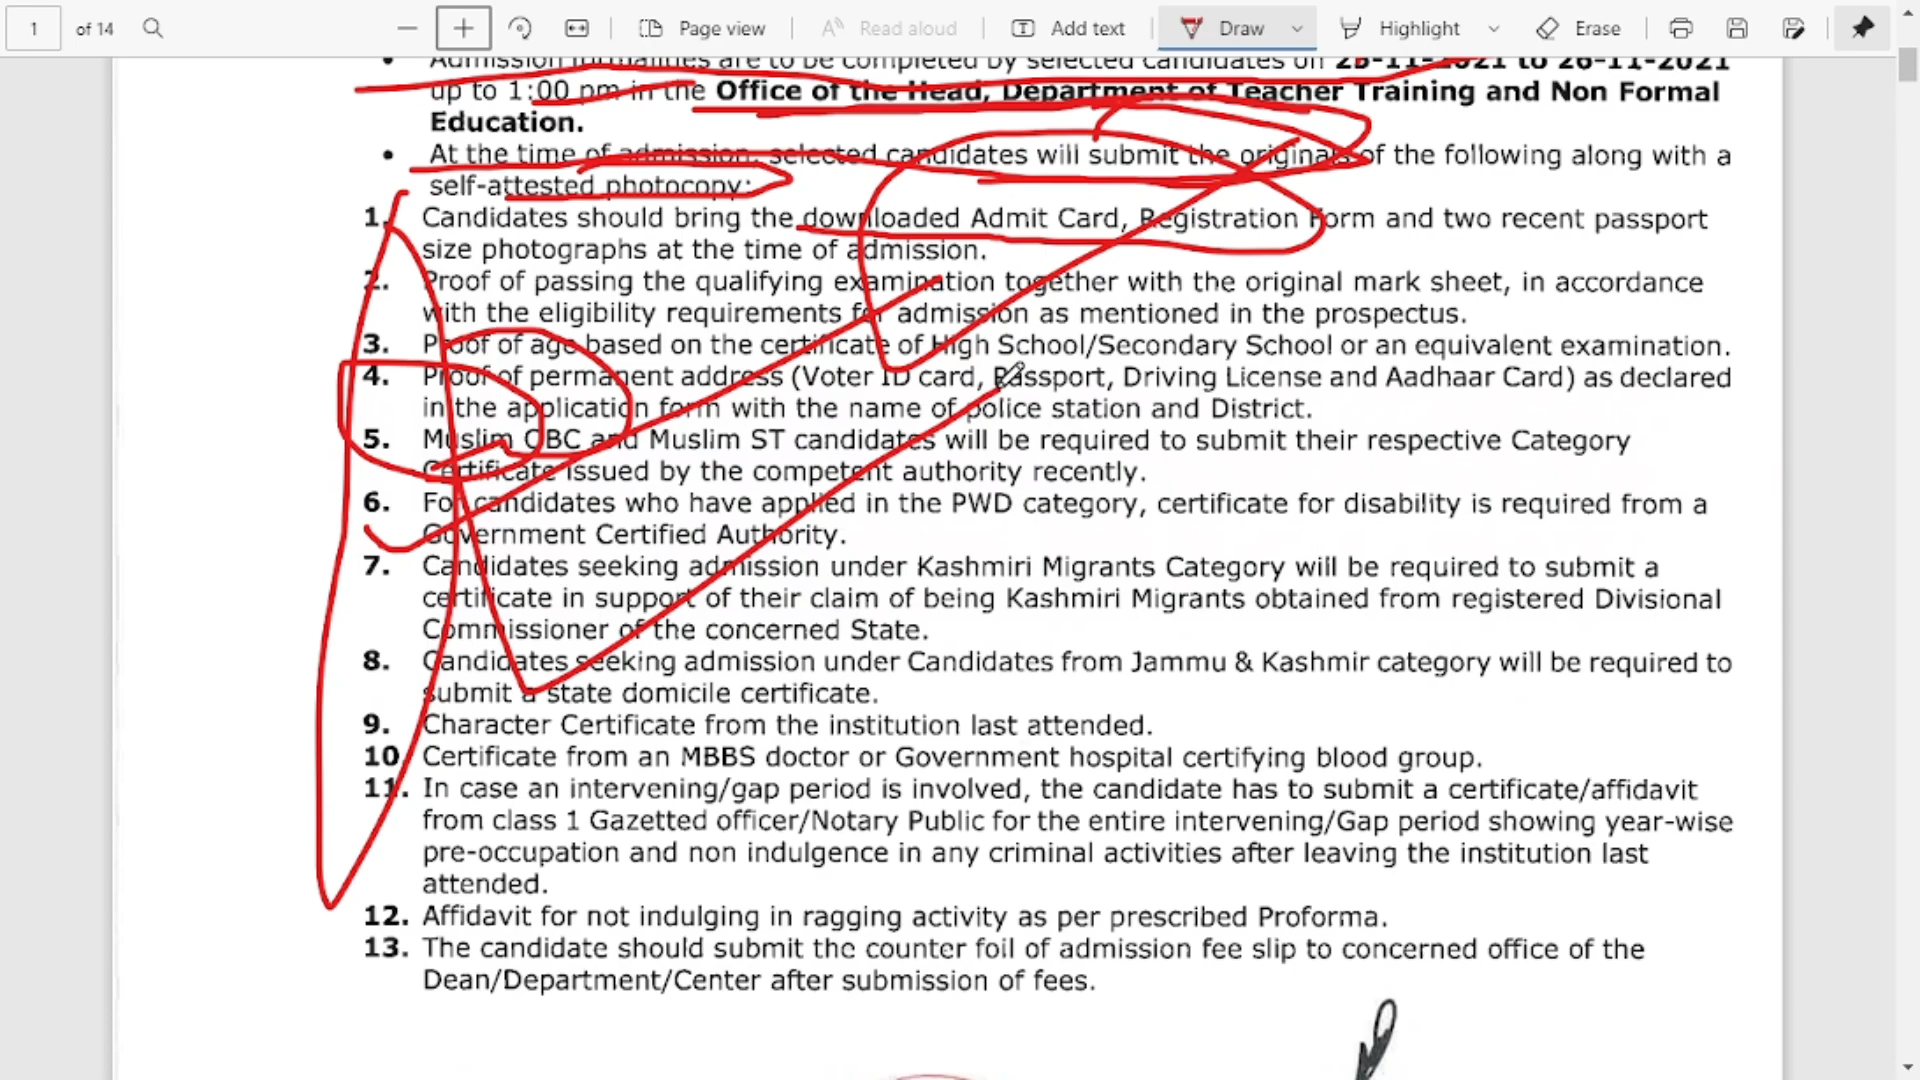 1 of 14 Page view Read aloud Add text Draw Highlight Erase
Admission formalities are to be completed by selected candidates on to 26-11-2021
up to 1:00 pm in the Office of the Head, Department of Teacher Training and Non Formal
Education.
• At the time of admission, selected candidates will submit the originals of the following along with a
self-attested photocopy:
1. Candidates should bring the downloaded Admit Card, Registration Form and two recent passport
size photographs at the time of admission.
2. Proof of passing the qualifying examination together with the original mark sheet, in accordance
with the eligibility requirements for admission as mentioned in the prospectus.
3. Proof of age based on the certificate of High School/Secondary School or an equivalent examination.
4. Proof of permanent address (Voter ID card, Passport, Driving License and Aadhaar Card) as declared
in the application form with the name of police station and District.
5. Muslim OBC and Muslim ST candidates will be required to submit their respective Category
Certificate issued by the competent authority recently.
6. For candidates who have applied in the PWD category, certificate for disability is required from a
Government Certified Authority.
7. Candidates seeking admission under Kashmiri Migrants Category will be required to submit a
certificate in support of their claim of being Kashmiri Migrants obtained from registered Divisional
Commissioner of the concerned State.
8. Candidates seeking admission under Candidates from Jammu & Kashmir category will be required to
submit a state domicile certificate.
9. Character Certificate from the institution last attended.
10. Certificate from an MBBS doctor or Government hospital certifying blood group.
11. In case an intervening/gap period is involved, the candidate has to submit a certificate/affidavit
from class 1 Gazetted officer/Notary Public for the entire intervening/Gap period showing year-wise
pre-occupation and non indulgence in any criminal activities after leaving the institution last
attended.
12. Affidavit for not indulging in ragging activity as per prescribed Proforma.
13. The candidate should submit the counter foil of admission fee slip to concerned office of the
Dean/Department/Center after submission of fees.